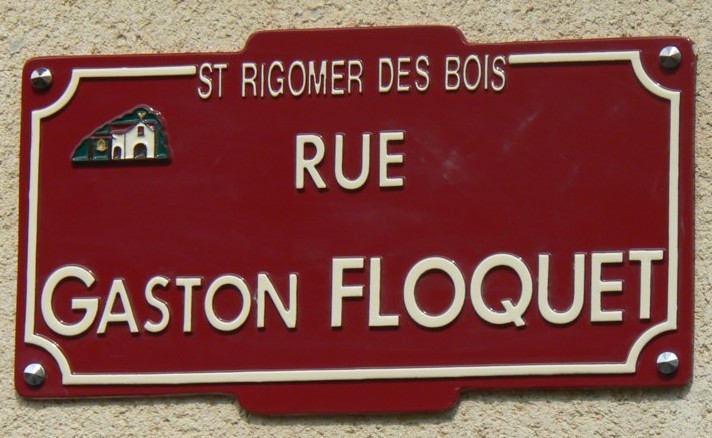 ST RIGOMER DES BOIS
RUE
GASTON FLOQUET